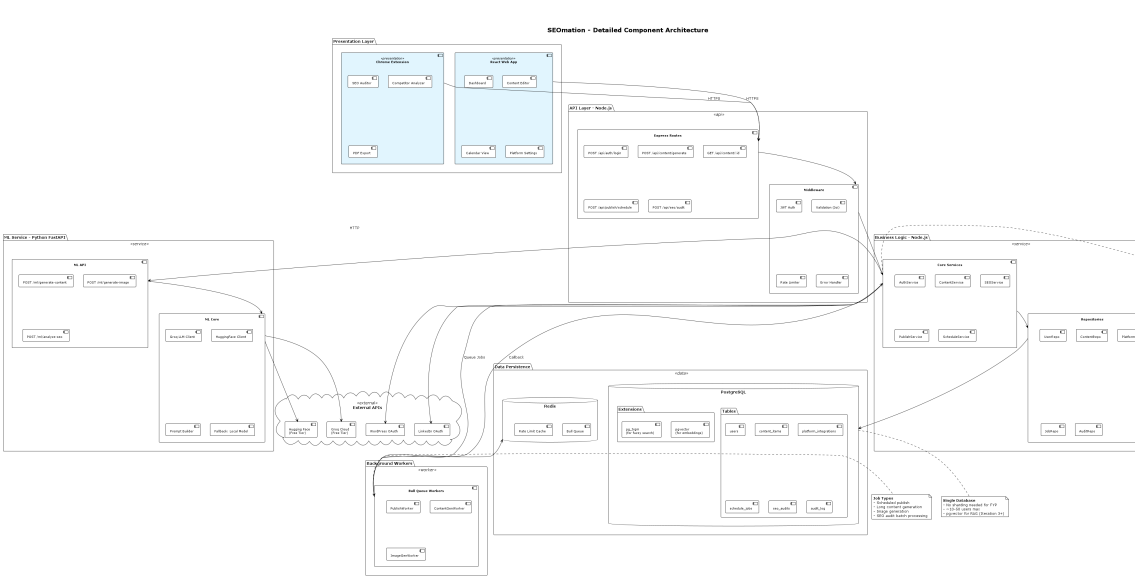 SEOmation - Detailed Component Architecture
Presentation Layer
«presentation»
Chrome Extension
SEO Auditor
Competitor Analyzer
PDF Export
«presentation»
React Web App
Dashboard
Content Editor
Calendar View
Platform Settings
HTTPS
HTTPS
API Layer - Node.js
«api»
Express Routes
POST /api/auth/login
POST /api/content/generate
GET /api/content/:id
POST /api/publish/schedule
POST /api/seo/audit
Middleware
JWT Auth
Validation (Joi)
Rate Limiter
Error Handler
HTTP
ML Service - Python FastAPI
«service»
ML API
POST /ml/generate-content
POST /ml/generate-image
POST /ml/analyze-seo
ML Core
Groq LLM Client
HuggingFace Client
Prompt Builder
Fallback: Local Model
Business Logic - Node.js
«service»
Core Services
AuthService
ContentService
SEOService
PublishService
ScheduleService
Repositories
UserRepo
ContentRepo
Platform
JobRepo
AuditRepo
Queue Jobs
Callback
«external»
External APIs
Hugging Face
(Free Tier)
Groq Cloud
(Free Tier)
WordPress OAuth
LinkedIn OAuth
Data Persistence
«data»
Redis
Rate Limit Cache
Bull Queue
PostgreSQL
Extensions
pg_trgm
(for fuzzy search)
pgvector
(for embeddings)
Tables
users
content_items
platform_integrations
schedule_jobs
seo_audits
audit_log
Background Workers
«worker»
Bull Queue Workers
PublishWorker
ContentGenWorker
ImageGenWorker
Job Types
- Scheduled publish
- Long content generation
- Image generation
- SEO audit batch processing
Single Database
- No sharding needed for FYP
- ~10-50 users max
- pgvector for RAG (Iteration 3+)